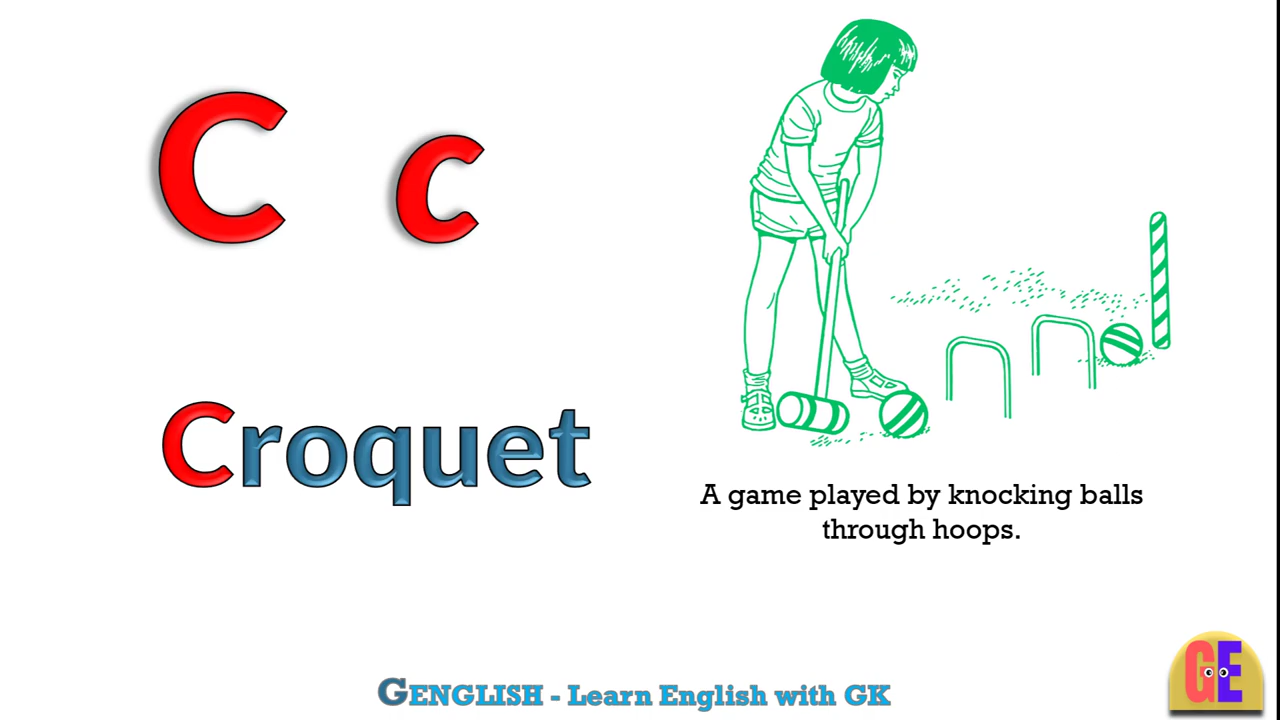 C c
Croquet
A game played by knocking balls
through hoops.
GENGLISH - Learn English with GK
GE